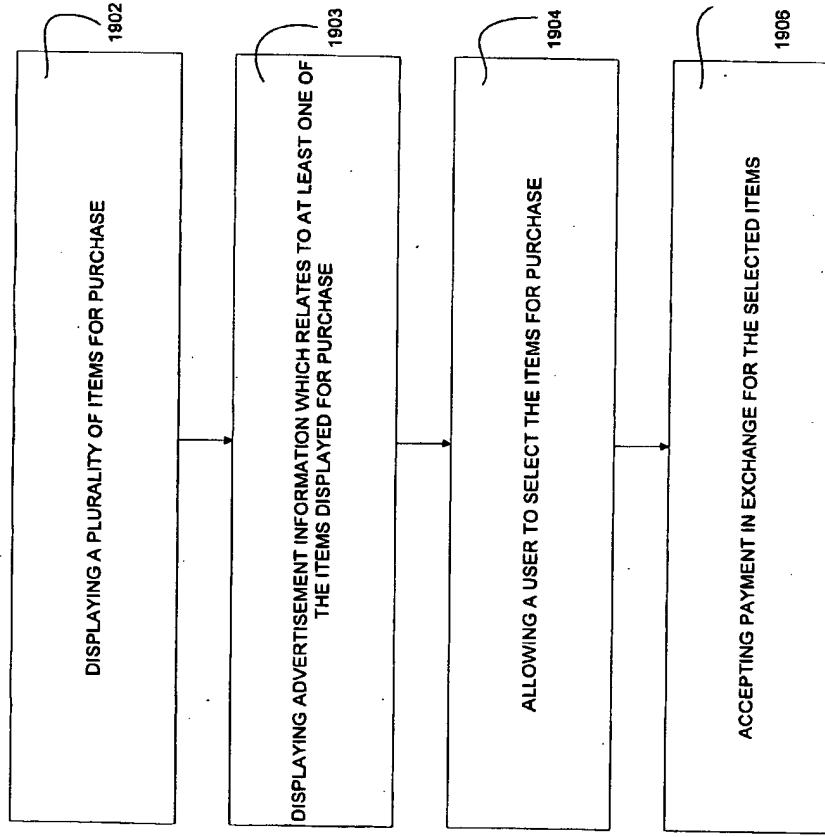 DISPLAYING A PLURALITY OF ITEMS FOR PURCHASE
1902
DISPLAYING ADVERTISEMENT INFORMATION WHICH RELATES TO AT LEAST ONE OF
THE ITEMS DISPLAYED FOR PURCHASE
1903
ALLOWING A USER TO SELECT THE ITEMS FOR PURCHASE
1904
ACCEPTING PAYMENT IN EXCHANGE FOR THE SELECTED ITEMS
1906